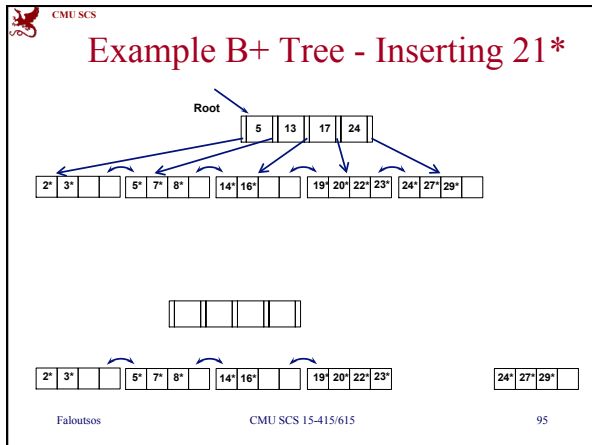 CMU SCS
Example B+ Tree - Inserting 21*
Root
5 13 17 24
2* 3* 5* 7* 8* 14* 16* 19* 20* 22* 23* 24* 27* 29*
2* 3* 5* 7* 8* 14* 16* 19* 20* 22* 23* 24* 27* 29*
Faloutsos CMU SCS 15-415/615 95